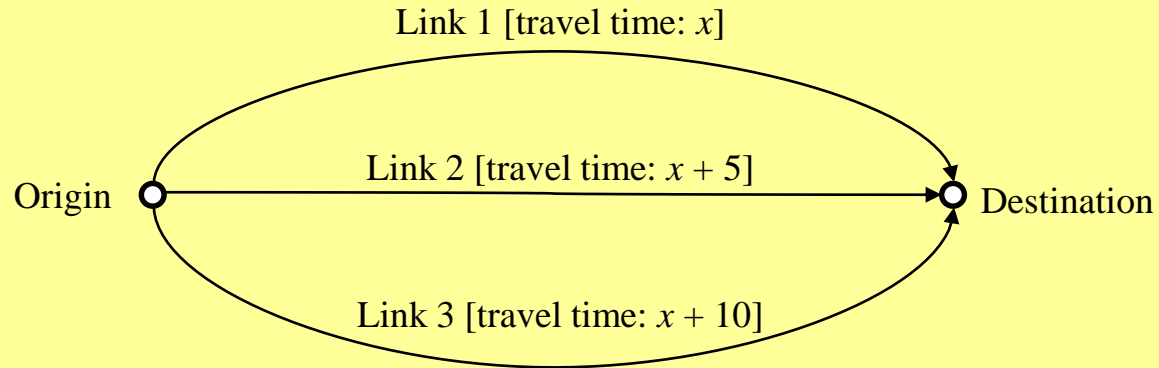 Link 1 [travel time: x]
Link 2 [travel time: x + 5]
Origin
Destination
Link 3 [travel time: x + 10]